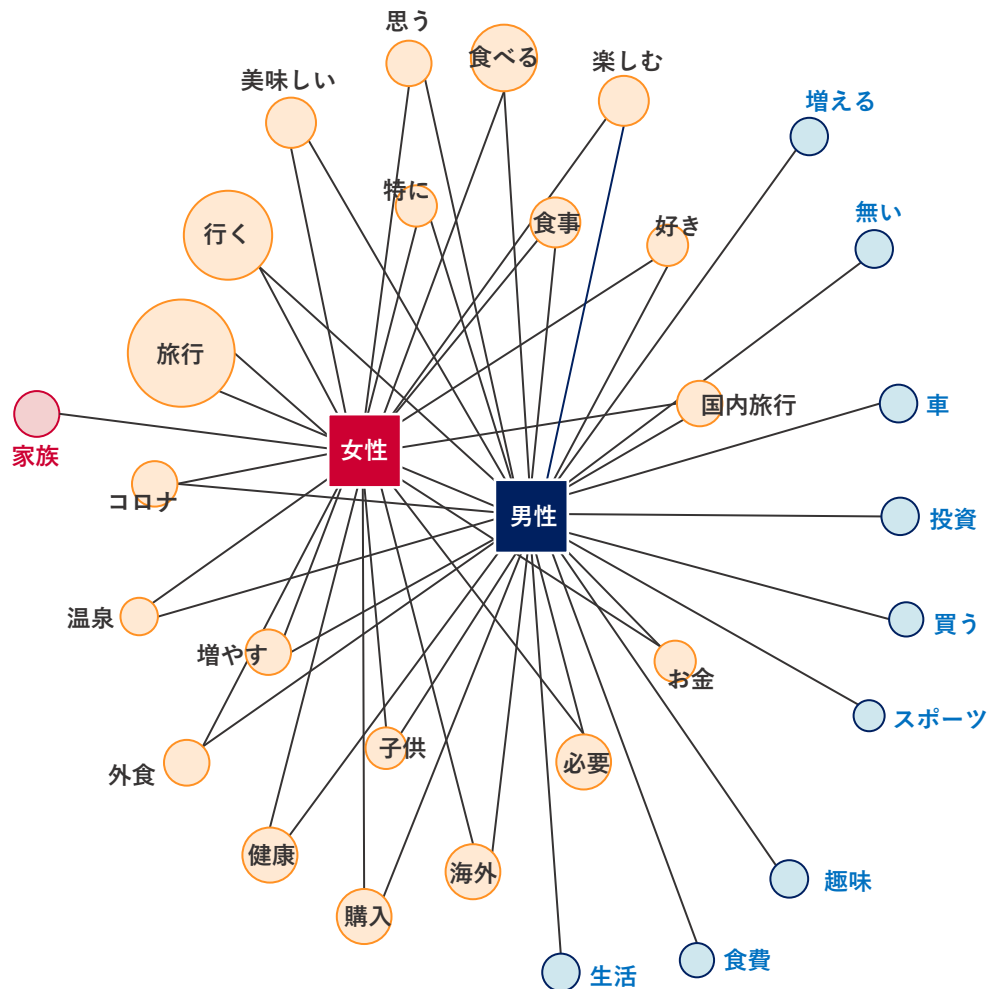 思う
食べる
楽しむ
美味しい
増える
特に
無い
食事
好き
行く
旅行
国内旅行
車
女性
家族
コロナ
男性
投資
温泉
買う
増やす
お金
スポーツ
子供
必要
外食
健康
海外
趣味
購入
食費
生活